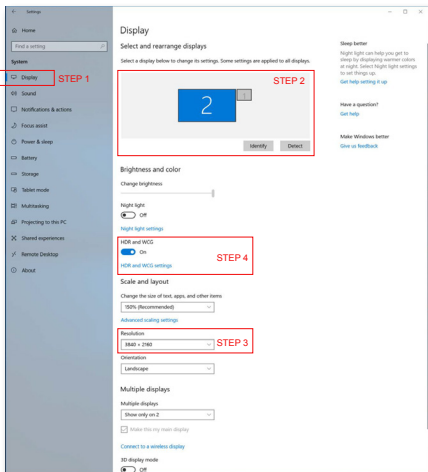 Settings
Home
Find a setting
System
Display
STEP 1
Sound
Notifications & actions
Focus assist
Power & sleep
Battery
Storage
Tablet mode
Multitasking
Projecting to this PC
Shared experiences
Remote Desktop
About
Display
Select and rearrange displays
Select a display below to change its settings. Some settings are applied to all displays.
STEP 2
2
1
Identify
Detect
Brightness and color
Change brightness
Night light
Off
Night light settings
HDR and WCG
On
STEP 4
HDR and WCG settings
Scale and layout
Change the size of text, apps, and other items
150% (Recommended)
Advanced scaling settings
Resolution
3840 × 2160
STEP 3
Orientation
Landscape
Multiple displays
Multiple displays
Show only on 2
Make this my main display
Connect to a wireless display
3D display mode
Off
Sleep better
Night light can help you get to
sleep by displaying warmer colors
at night. Select Night light settings
to set things up.
Get help setting it up
Have a question?
Get help
Make Windows better
Give us feedback